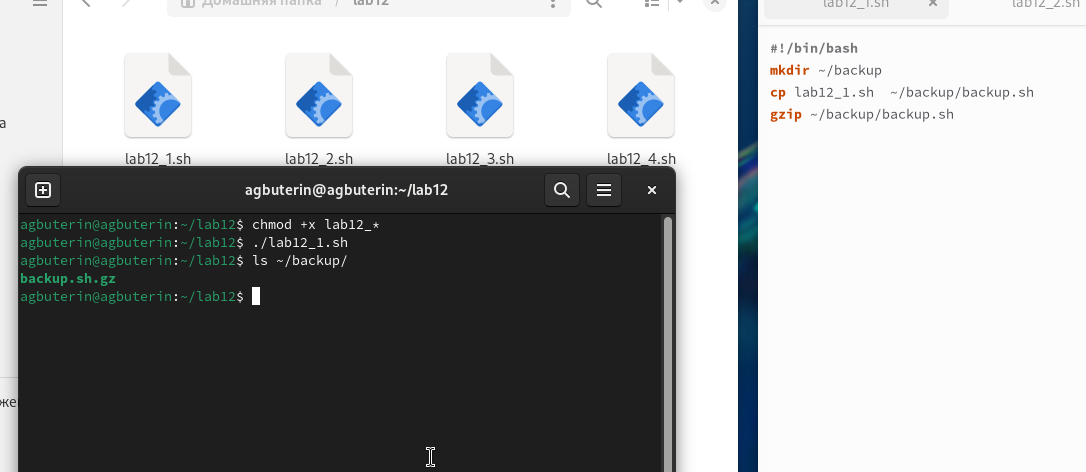 Домашняя папка / lab12
lab12_1.sh
lab12_2.sh
lab12_3.sh
lab12_4.sh
а
же
agbuterin@agbuterin:~/lab12
agbuterin@agbuterin:~/lab12$ chmod +x lab12_*
agbuterin@agbuterin:~/lab12$ ./lab12_1.sh
agbuterin@agbuterin:~/lab12$ ls ~/backup/
backup.sh.gz
agbuterin@agbuterin:~/lab12$
lab12_1.sh
lab12_2.sh
#!/bin/bash
mkdir ~/backup
cp lab12_1.sh  ~/backup/backup.sh
gzip ~/backup/backup.sh